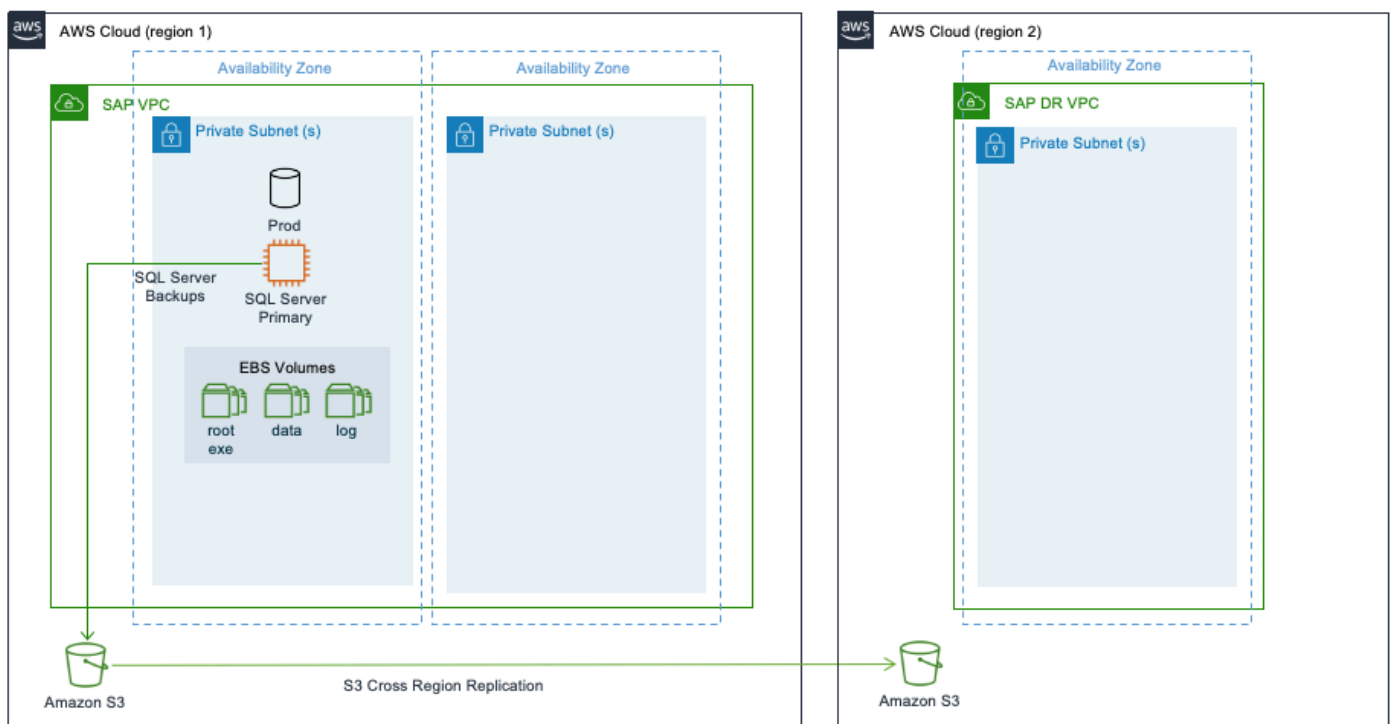 aws
AWS Cloud (region 1)
Availability Zone
Availability Zone
SAP VPC
Private Subnet (s)
Private Subnet (s)
Prod
SQL Server
Backups
SQL Server
Primary
EBS Volumes
root
exe
data
log
Amazon S3
S3 Cross Region Replication
aws
AWS Cloud (region 2)
Availability Zone
SAP DR VPC
Private Subnet (s)
Amazon S3